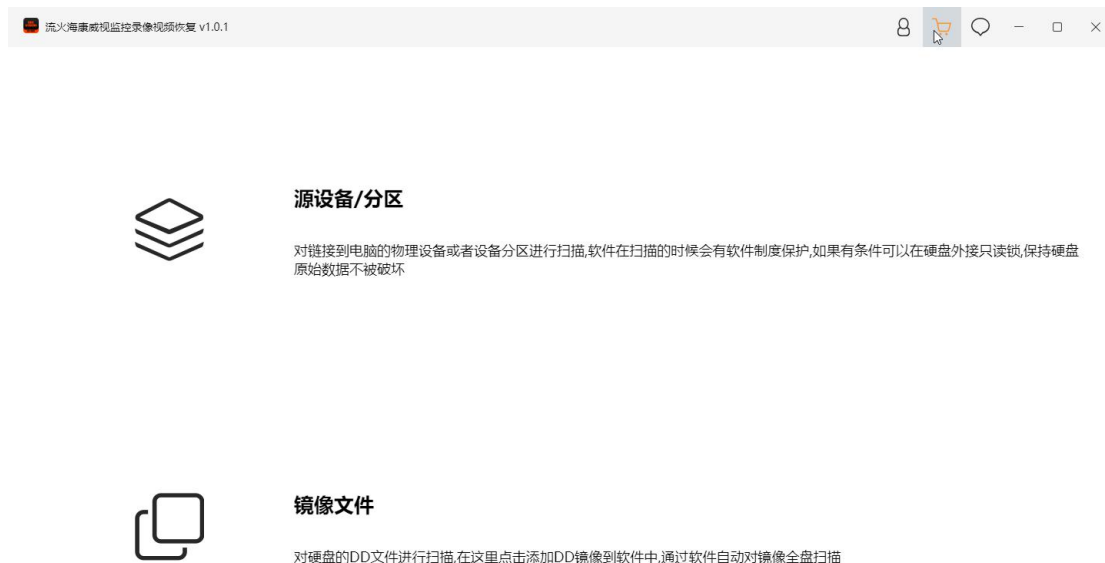 流火海康威视监控录像视频恢复 v1.0.1
源设备/分区
对链接到电脑的物理设备或者设备分区进行扫描,软件在扫描的时候会有软件制度保护,如果有条件可以在硬盘外接只读锁,保持硬盘
原始数据不被破坏
镜像文件
对硬盘的DD文件进行扫描,在这里点击添加DD镜像到软件中,通过软件自动对镜像全盘扫描